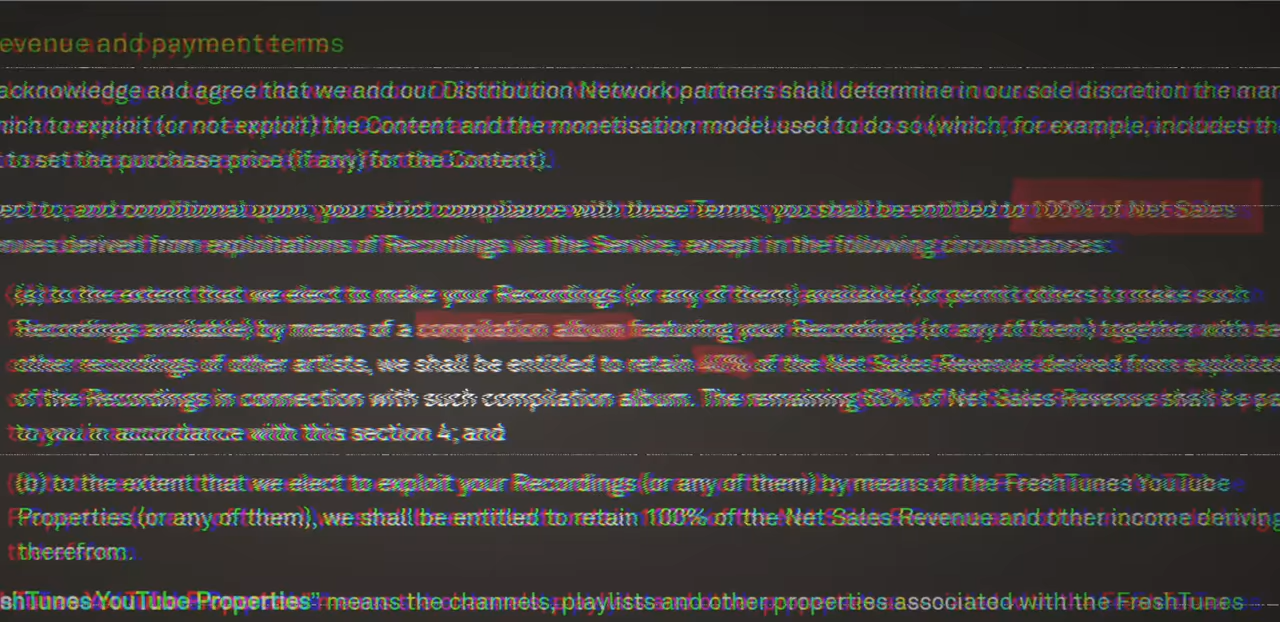 evenue and payment terms
acknowledge and agree that we and our Distribution Network partners shall determine in our sole discretion the man
hich to exploit (or not exploit) the Content and the monetisation model used to do so (which, for example, includes th
to set the purchase price (if any) for the Content).
ect to, and conditional upon, your strict compliance with these Terms, you shall be entitled to 100% of Net Sales
nues derived from exploitations of Recordings via the Service, except in the following circumstances:
(a) to the extent that we elect to make your Recordings (or any of them) available (or permit others to make such
Recordings available) by means of a compilation album featuring your Recordings (or any of them) together with
other recordings of other artists, we shall be entitled to retain of the Net Sales Revenue derived from
of the Recordings in connection with such compilation album. The remaining of Net Sales Revenue shall be pa
to you in accordance with this section 4; and
(b) to the extent that we elect to exploit your Recordings (or any of them) by means of the FreshTunes YouTube
Properties (or any of them), we shall be entitled to retain 100% of the Net Sales Revenue and other income deriving
therefrom.
shTunes YouTube Properties" means the channels, playlists and other properties associated with the FreshTunes